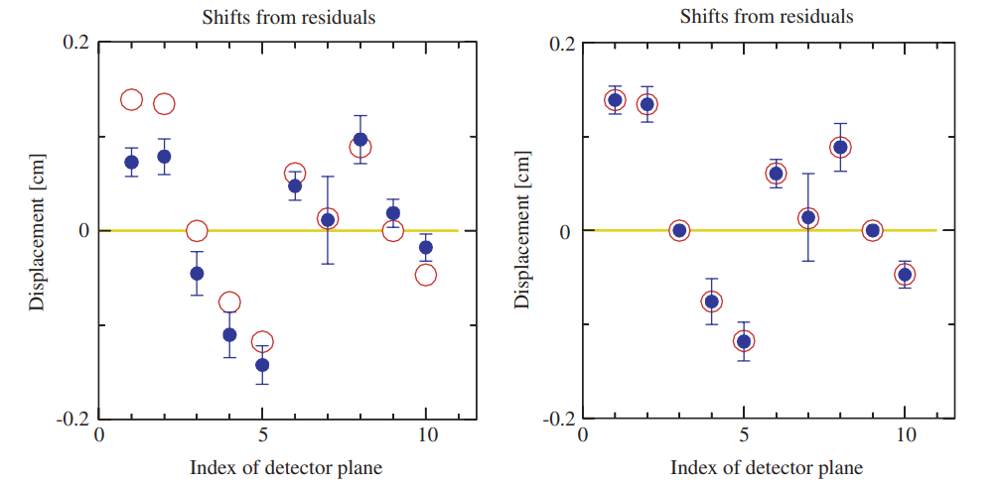 Shifts from residuals
0.2
0
-0.2
Displacement [cm]
0
5
10
Index of detector plane
Shifts from residuals
0.2
0
-0.2
Displacement [cm]
0
5
10
Index of detector plane